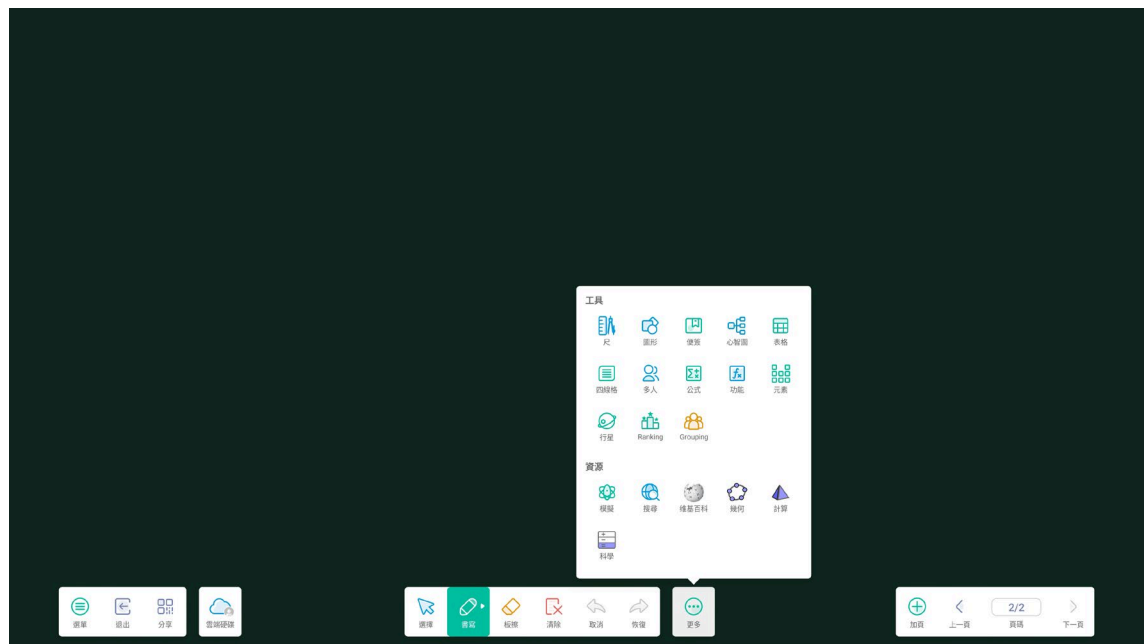 工具
尺 圖形 便簽 心智圖 表格
四線格 多人 公式 功能 元素
行星 Ranking Grouping
資源
模擬 搜尋 维基百科 幾何 計算
科學
選單 退出 分享 雲端硬碟 選擇 書寫 板擦 清除 取消 恢復 更多 加頁 上一頁 2/2 頁碼 下一頁